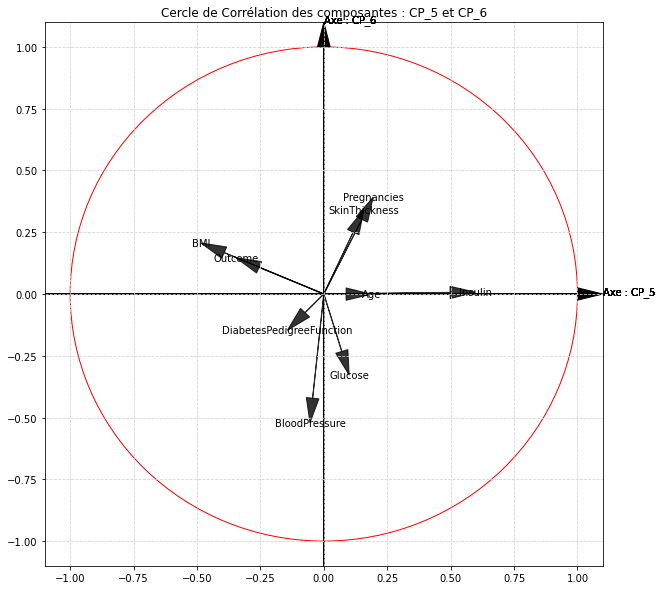 Cercle de Corrélation des composantes : CP_5 et CP_6
Axe : CP_6
1.00
0.75
0.50
Pregnancies
SkinThickness
0.25
BMI
Outcome
0.00
Age
Insulin
Axe : CP_5
DiabetesPedigreeFunction
−0.25
Glucose
−0.50
BloodPressure
−0.75
−1.00
−1.00 −0.75 −0.50 −0.25 0.00 0.25 0.50 0.75 1.00